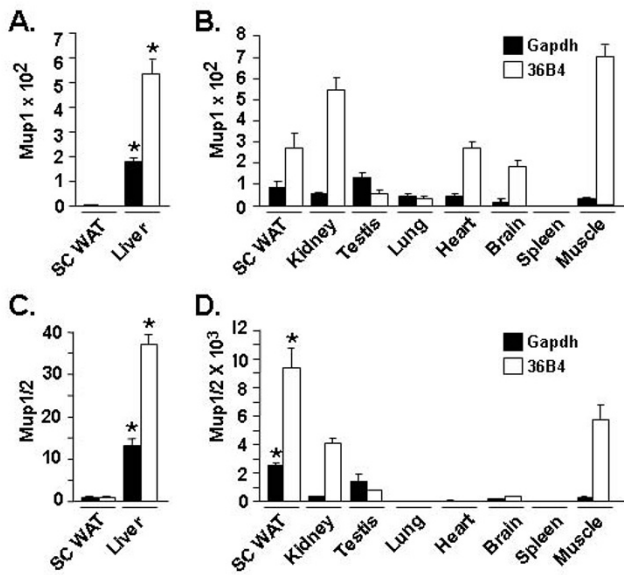 A.
Mup1 x 10²
7
6
5
4
3
2
1
0
*
*
SC WAT
Liver
B.
Mup1 x 10²
8
7
6
5
4
3
2
1
0
Gapdh
36B4
SC WAT
Kidney
Testis
Lung
Heart
Brain
Spleen
Muscle
C.
Mup1/2
40
30
20
10
0
*
*
SC WAT
Liver
D.
Mup1/2 X 10³
12
10
8
6
4
2
0
*
*
Gapdh
36B4
SC WAT
Kidney
Testis
Lung
Heart
Brain
Spleen
Muscle